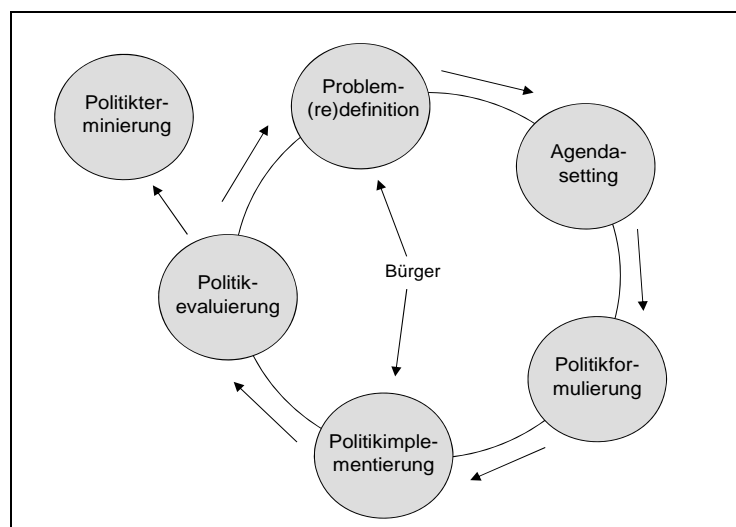 Problem-
(re)definition
Politikter-
minierung
Agenda-
setting
Bürger
Politik-
evaluierung
Politikfor-
mulierung
Politikimple-
mentierung